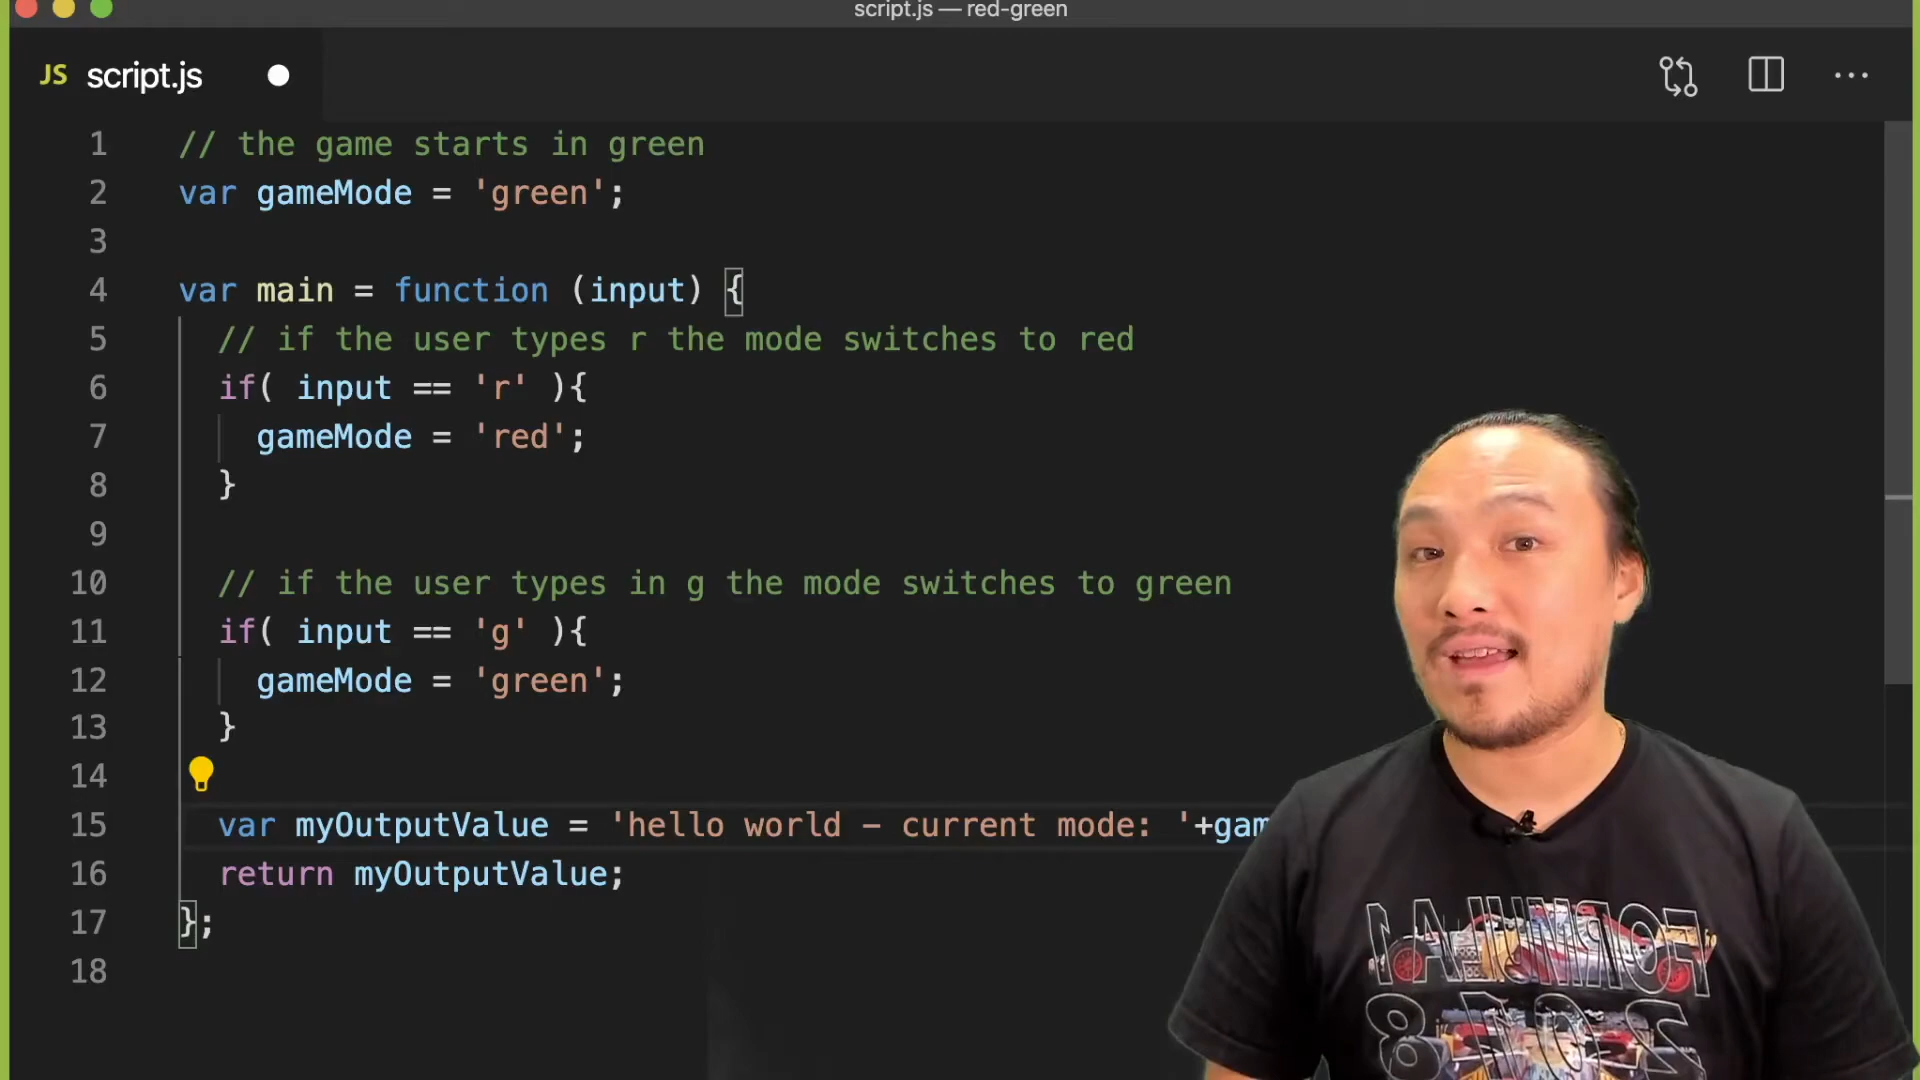 script.js — red-green
JS script.js
1 // the game starts in green
2 var gameMode = 'green';
3
4 var main = function (input) {
5 // if the user types r the mode switches to red
6 if( input == 'r' ){
7 gameMode = 'red';
8 }
9
10 // if the user types in g the mode switches to green
11 if( input == 'g' ){
12 gameMode = 'green';
13 }
14
15 var myOutputValue = 'hello world - current mode: '+gam
16 return myOutputValue;
17 };
18
FORMULA 1
2018